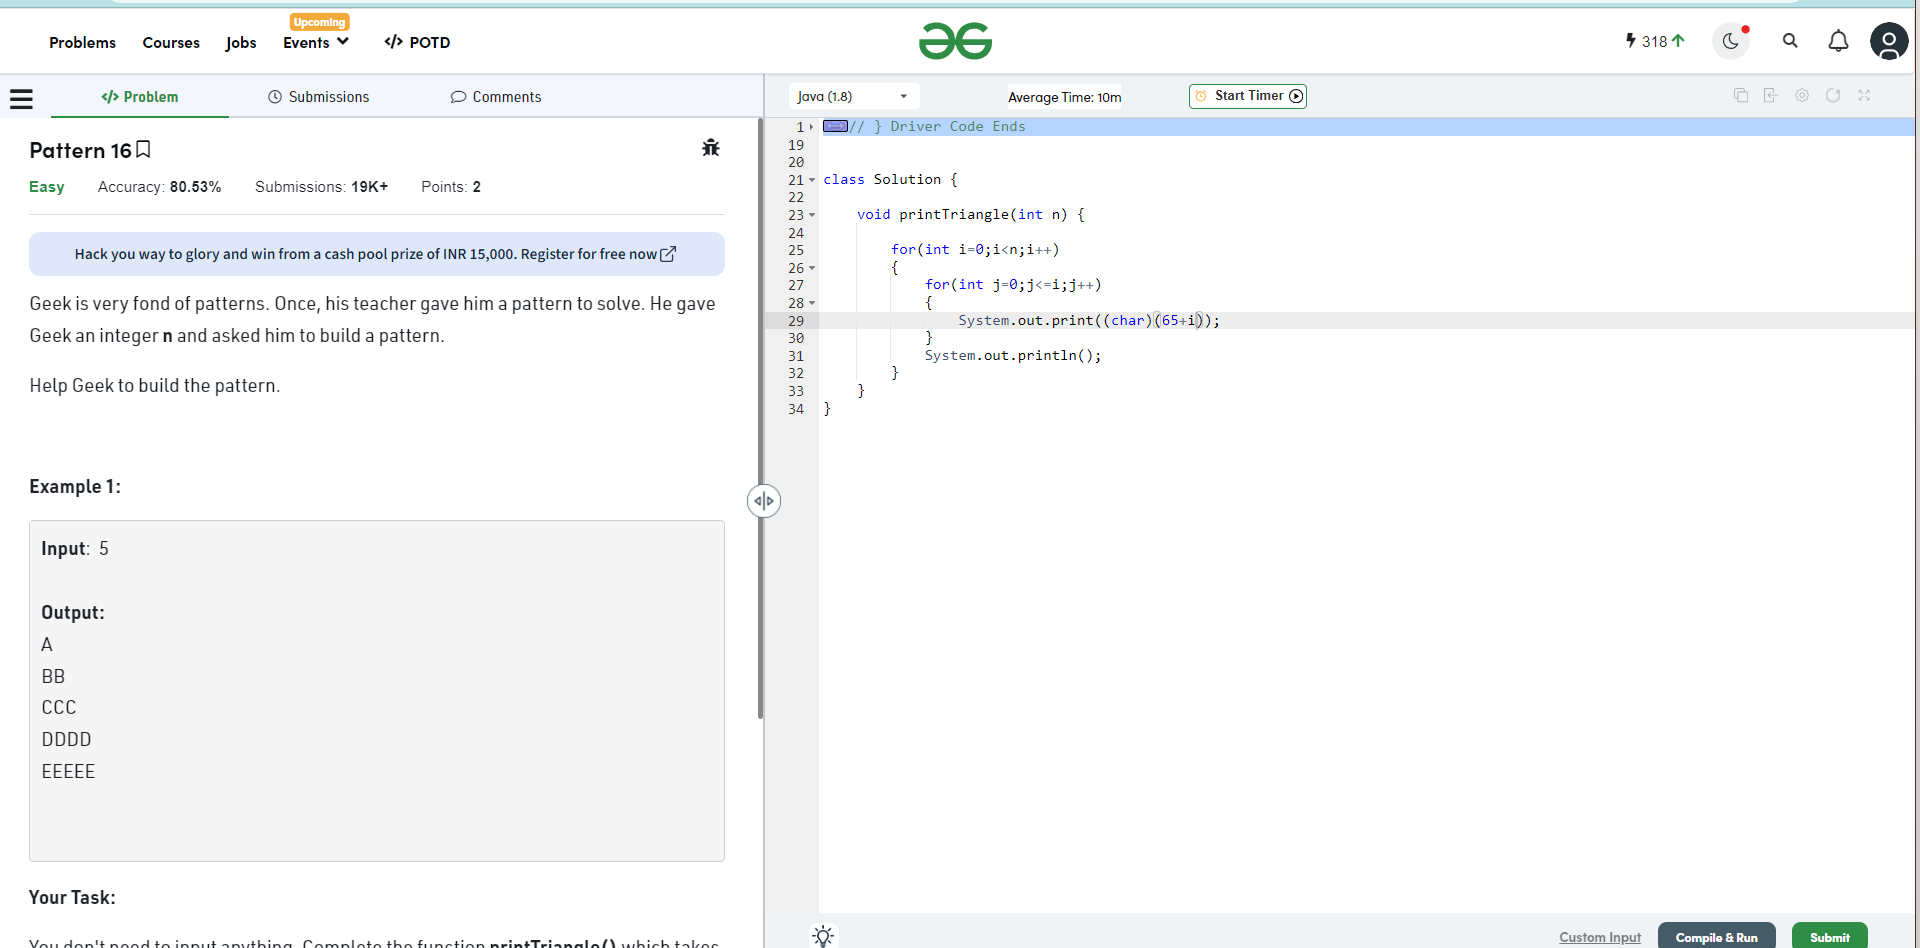 Upcoming
Problems Courses Jobs Events </> POTD
318
</> Problem Submissions Comments
Java (1.8) Average Time: 10m Start Timer
Pattern 16
Easy Accuracy: 80.53% Submissions: 19K+ Points: 2
Hack you way to glory and win from a cash pool prize of INR 15,000. Register for free now
Geek is very fond of patterns. Once, his teacher gave him a pattern to solve. He gave
Geek an integer n and asked him to build a pattern.
Help Geek to build the pattern.
Example 1:
Input: 5
Output:
A
BB
CCC
DDDD
EEEEE
Your Task:
You don't need to input anything. Complete the function printTriangle() which takes
1 // } Driver Code Ends
19
20
21 class Solution {
22
23 void printTriangle(int n) {
24
25 for(int i=0;i<n;i++)
26 {
27 for(int j=0;j<=i;j++)
28 {
29 System.out.print((char)(65+i));
30 }
31 System.out.println();
32 }
33 }
34 }
Custom Input Compile & Run Submit